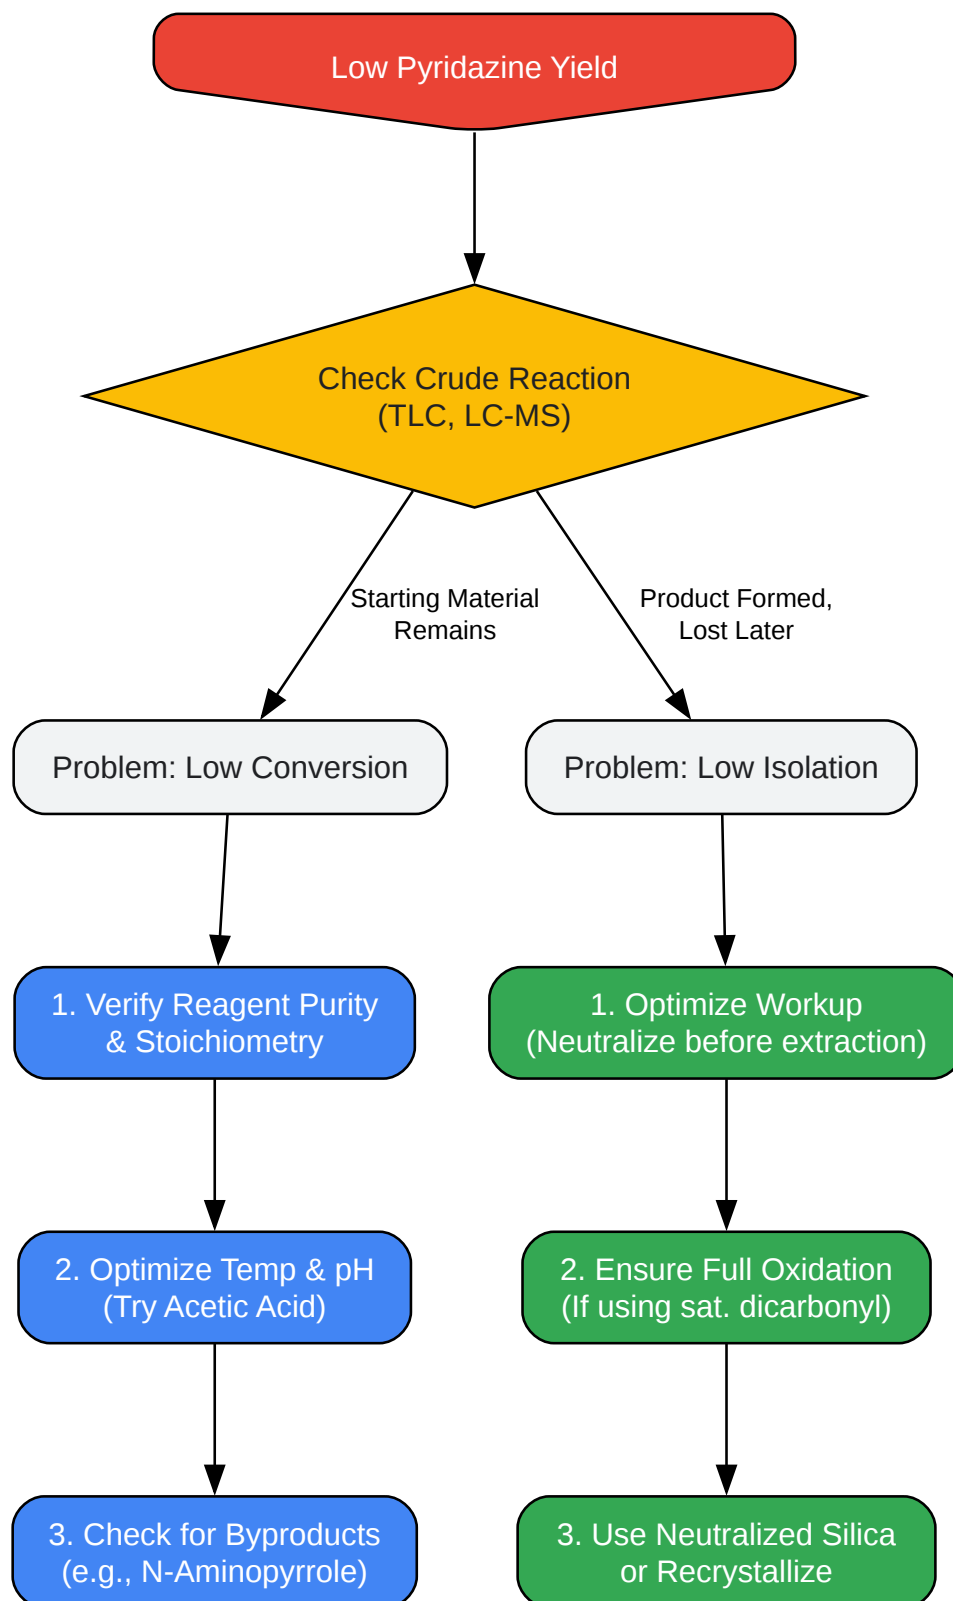 Low Pyridazine Yield
Check Crude Reaction
(TLC, LC-MS)
Starting Material
Remains
Product Formed,
Lost Later
Problem: Low Conversion
Problem: Low Isolation
1. Verify Reagent Purity
& Stoichiometry
1. Optimize Workup
(Neutralize before extraction)
2. Optimize Temp & pH
(Try Acetic Acid)
2. Ensure Full Oxidation
(If using sat. dicarbonyl)
3. Check for Byproducts
(e.g., N-Aminopyrrole)
3. Use Neutralized Silica
or Recrystallize